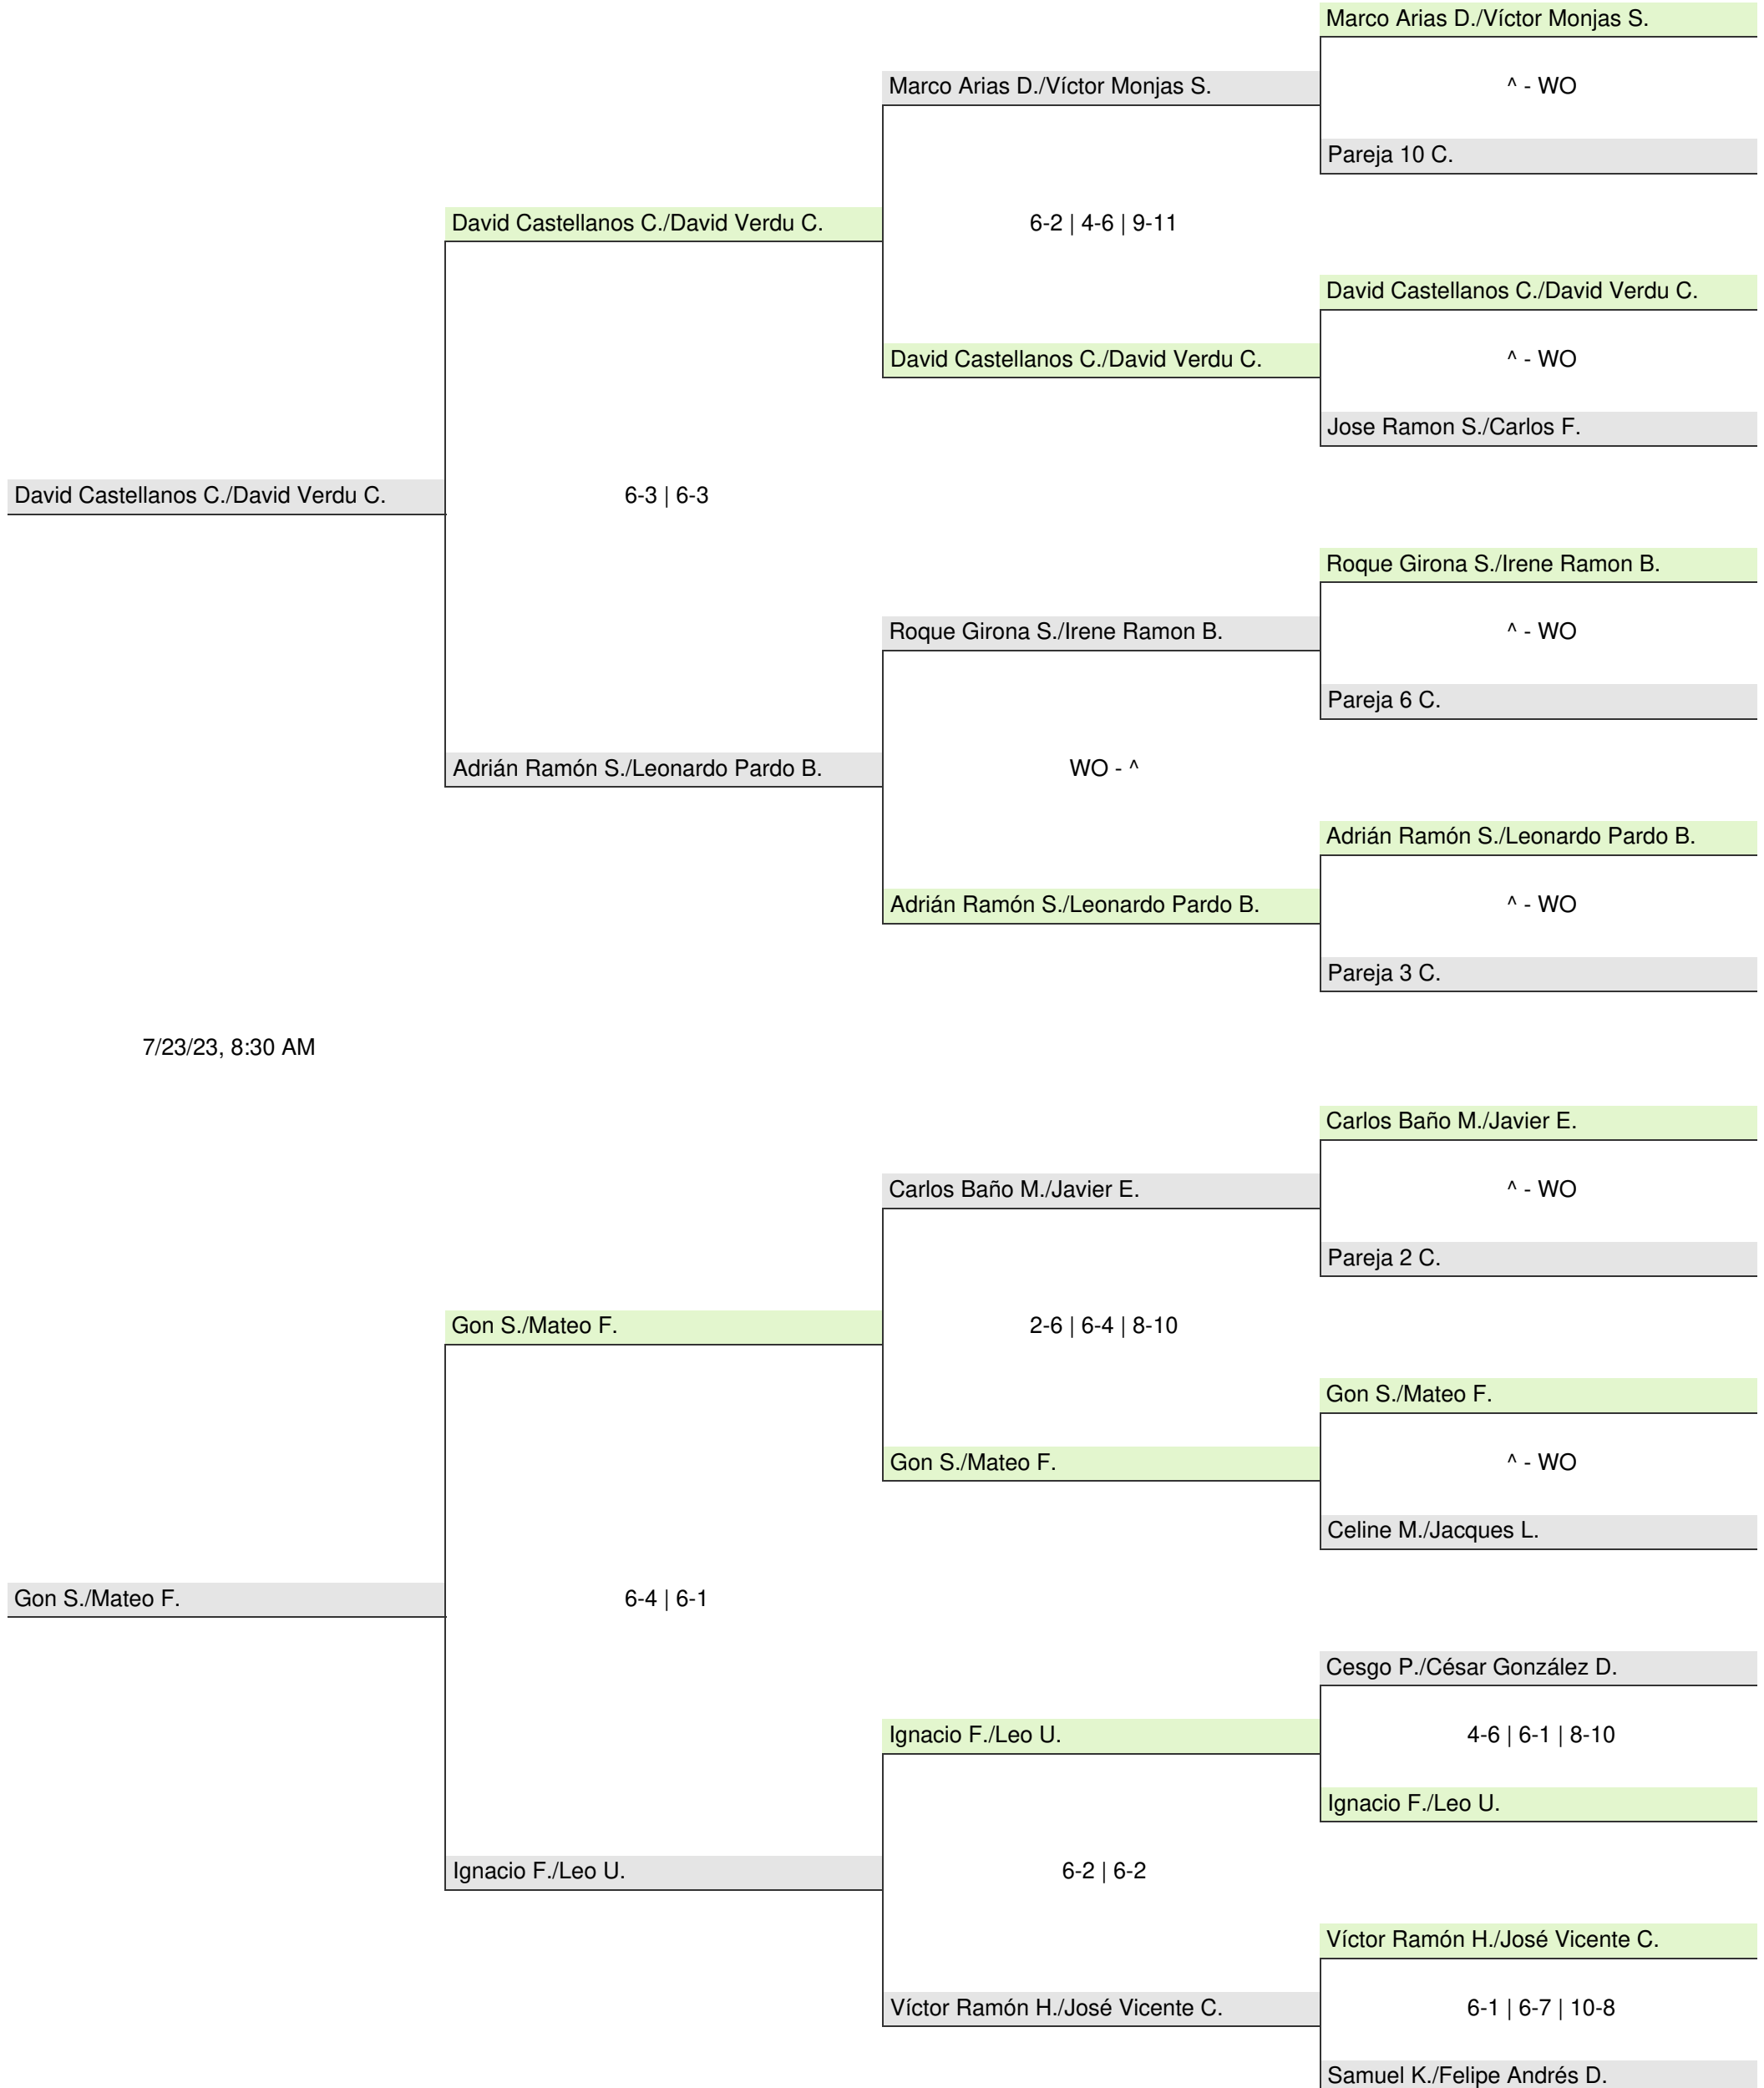 Marco Arias D./Víctor Monjas S.
Marco Arias D./Víctor Monjas S.
^ - WO
Pareja 10 C.
David Castellanos C./David Verdu C.
6-2 | 4-6 | 9-11
David Castellanos C./David Verdu C.
David Castellanos C./David Verdu C.
^ - WO
Jose Ramon S./Carlos F.
David Castellanos C./David Verdu C.
6-3 | 6-3
Roque Girona S./Irene Ramon B.
Roque Girona S./Irene Ramon B.
^ - WO
Pareja 6 C.
Adrián Ramón S./Leonardo Pardo B.
WO - ^
Adrián Ramón S./Leonardo Pardo B.
Adrián Ramón S./Leonardo Pardo B.
^ - WO
Pareja 3 C.
7/23/23, 8:30 AM
Carlos Baño M./Javier E.
Carlos Baño M./Javier E.
^ - WO
Pareja 2 C.
Gon S./Mateo F.
2-6 | 6-4 | 8-10
Gon S./Mateo F.
Gon S./Mateo F.
^ - WO
Celine M./Jacques L.
Gon S./Mateo F.
6-4 | 6-1
Cesgo P./César González D.
Ignacio F./Leo U.
4-6 | 6-1 | 8-10
Ignacio F./Leo U.
Ignacio F./Leo U.
6-2 | 6-2
Víctor Ramón H./José Vicente C.
Víctor Ramón H./José Vicente C.
6-1 | 6-7 | 10-8
Samuel K./Felipe Andrés D.